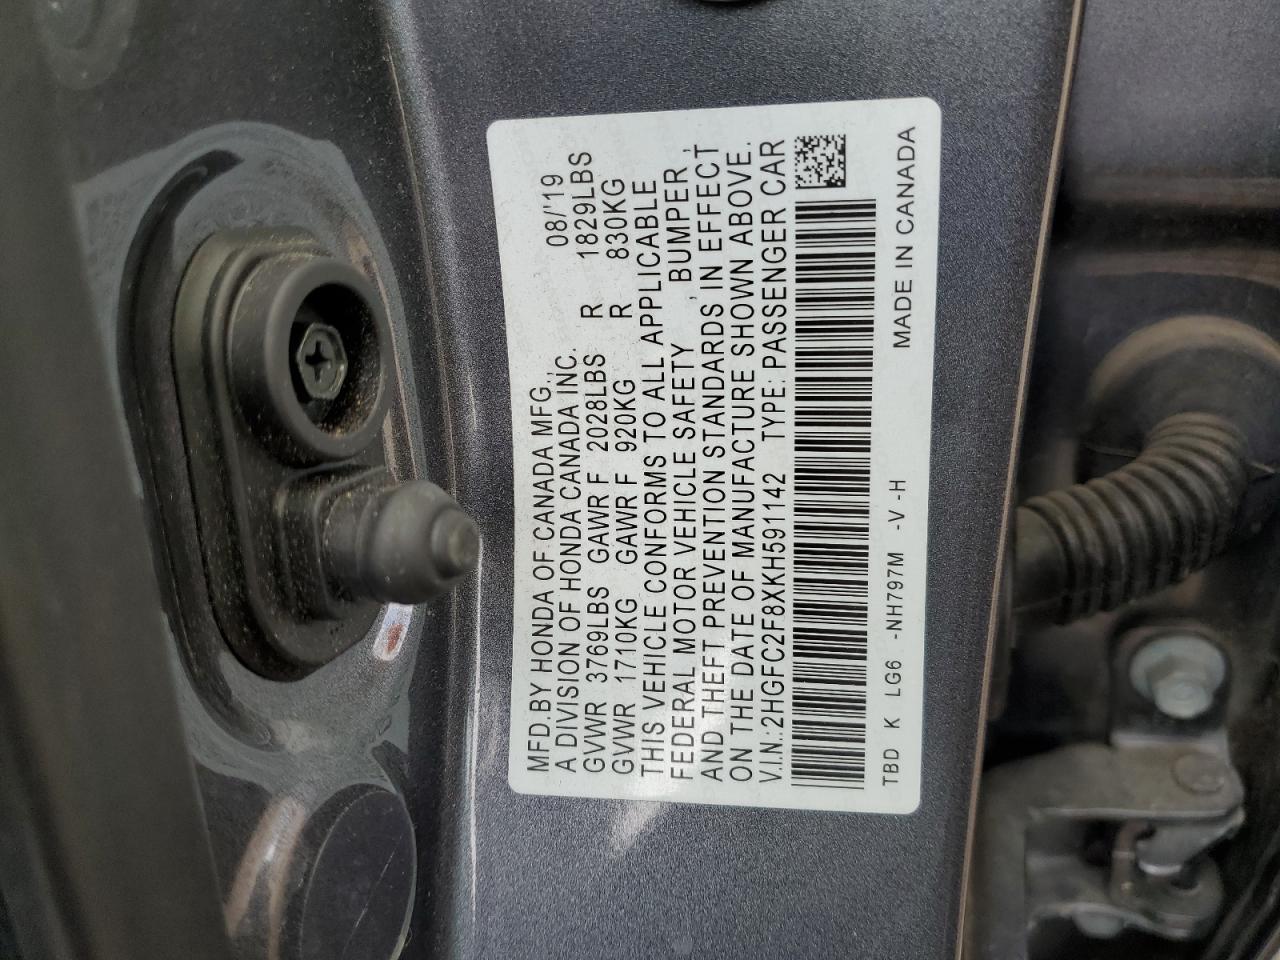 MFD.BY HONDA OF CANADA MFG., 08/'19
A DIVISION OF HONDA CANADA INC.
GVWR 3769LBS GAWR F 2028LBS R 1829LBS
GVWR 1710KG GAWR F 920KG R 830KG
THIS VEHICLE CONFORMS TO ALL APPLICABLE
FEDERAL MOTOR VEHICLE SAFETY , BUMPER ,
AND THEFT PREVENTION STANDARDS IN EFFECT
ON THE DATE OF MANUFACTURE SHOWN ABOVE.
V.I.N.:2HGFC2F8XKH591142 TYPE: PASSENGER CAR
TBD K LG6 -NH797M -V -H MADE IN CANADA